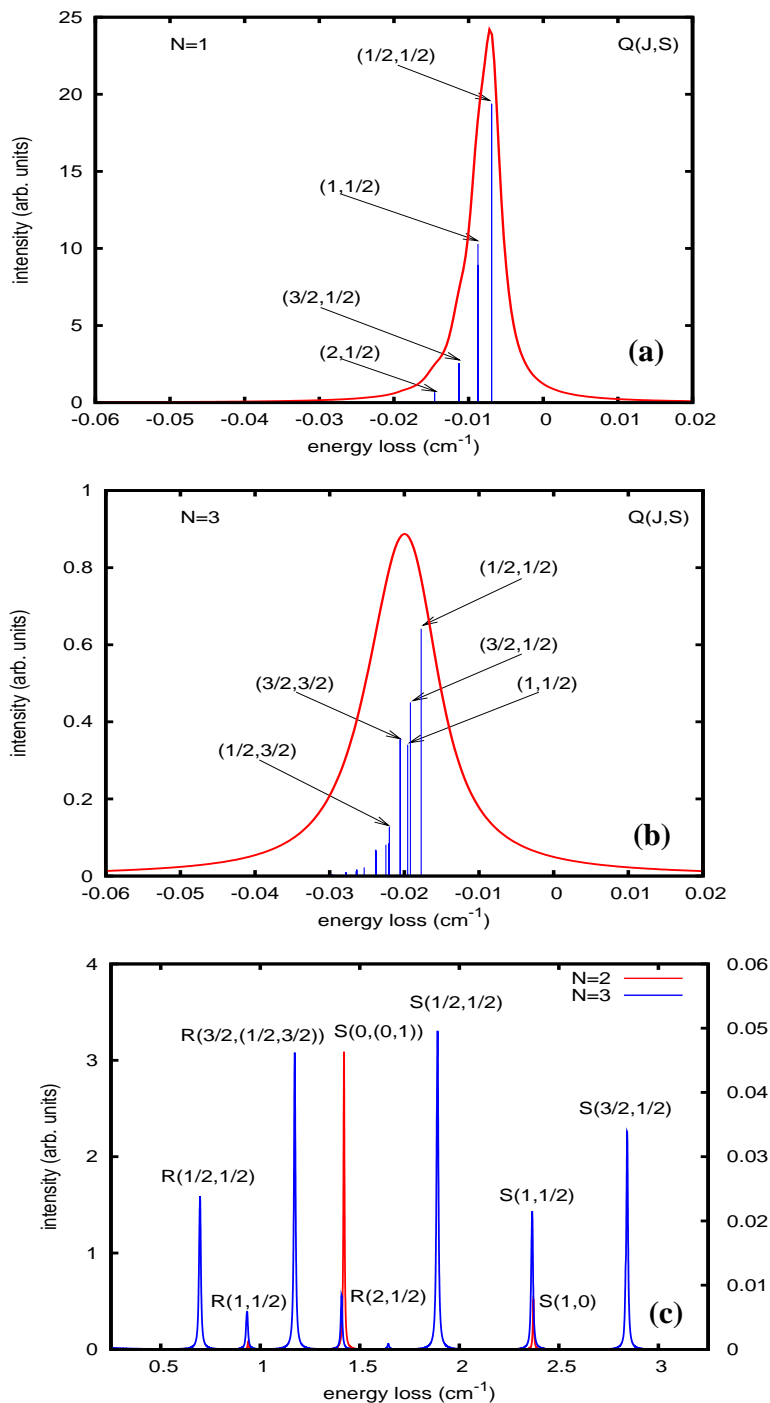 25
20
15
10
5
0
-0.06 -0.05 -0.04 -0.03 -0.02 -0.01 0 0.01 0.02
intensity (arb. units)
energy loss (cm-1)
N=1
Q(J,S)
(1/2,1/2)
(1,1/2)
(3/2,1/2)
(2,1/2)
(a)
1
0.8
0.6
0.4
0.2
0
-0.06 -0.05 -0.04 -0.03 -0.02 -0.01 0 0.01 0.02
intensity (arb. units)
energy loss (cm-1)
N=3
Q(J,S)
(1/2,1/2)
(3/2,1/2)
(3/2,3/2)
(1,1/2)
(1/2,3/2)
(b)
4
3
2
1
0
0.06
0.05
0.04
0.03
0.02
0.01
0
0.5 1 1.5 2 2.5 3
intensity (arb. units)
energy loss (cm-1)
N=2
N=3
S(1/2,1/2)
R(3/2,(1/2,3/2))
S(0,(0,1))
S(3/2,1/2)
R(1/2,1/2)
S(1,1/2)
R(1,1/2)
R(2,1/2)
S(1,0)
(c)